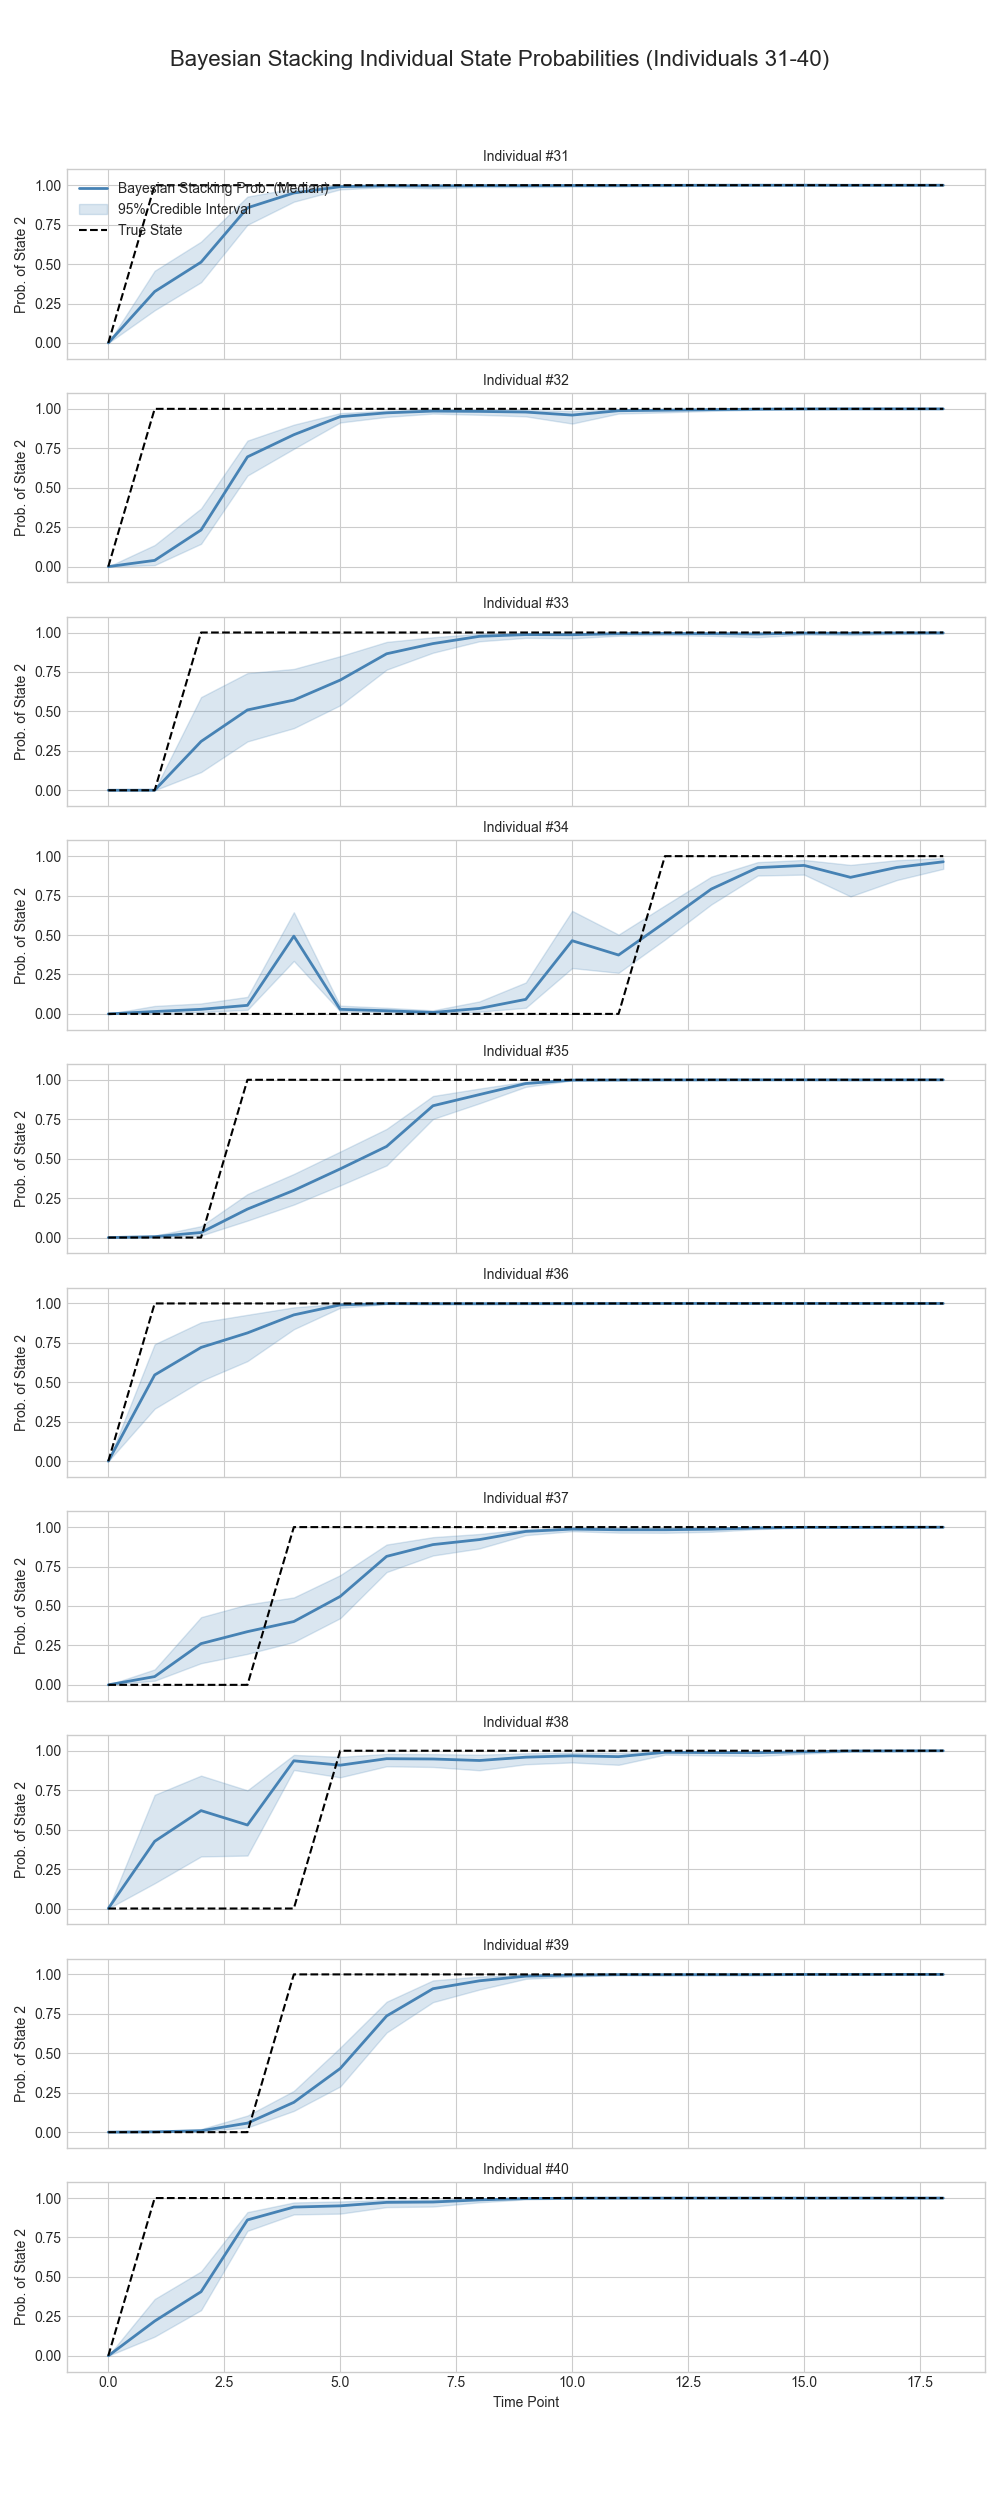 Bayesian Stacking Individual State Probabilities (Individuals 31-40)
Individual #31
Prob. of State 2
1.00
0.75
0.50
0.25
0.00
Bayesian Stacking Prob. (Median)
95% Credible Interval
True State
Individual #32
Prob. of State 2
1.00
0.75
0.50
0.25
0.00
Individual #33
Prob. of State 2
1.00
0.75
0.50
0.25
0.00
Individual #34
Prob. of State 2
1.00
0.75
0.50
0.25
0.00
Individual #35
Prob. of State 2
1.00
0.75
0.50
0.25
0.00
Individual #36
Prob. of State 2
1.00
0.75
0.50
0.25
0.00
Individual #37
Prob. of State 2
1.00
0.75
0.50
0.25
0.00
Individual #38
Prob. of State 2
1.00
0.75
0.50
0.25
0.00
Individual #39
Prob. of State 2
1.00
0.75
0.50
0.25
0.00
Individual #40
Prob. of State 2
1.00
0.75
0.50
0.25
0.00
0.0 2.5 5.0 7.5 10.0 12.5 15.0 17.5
Time Point